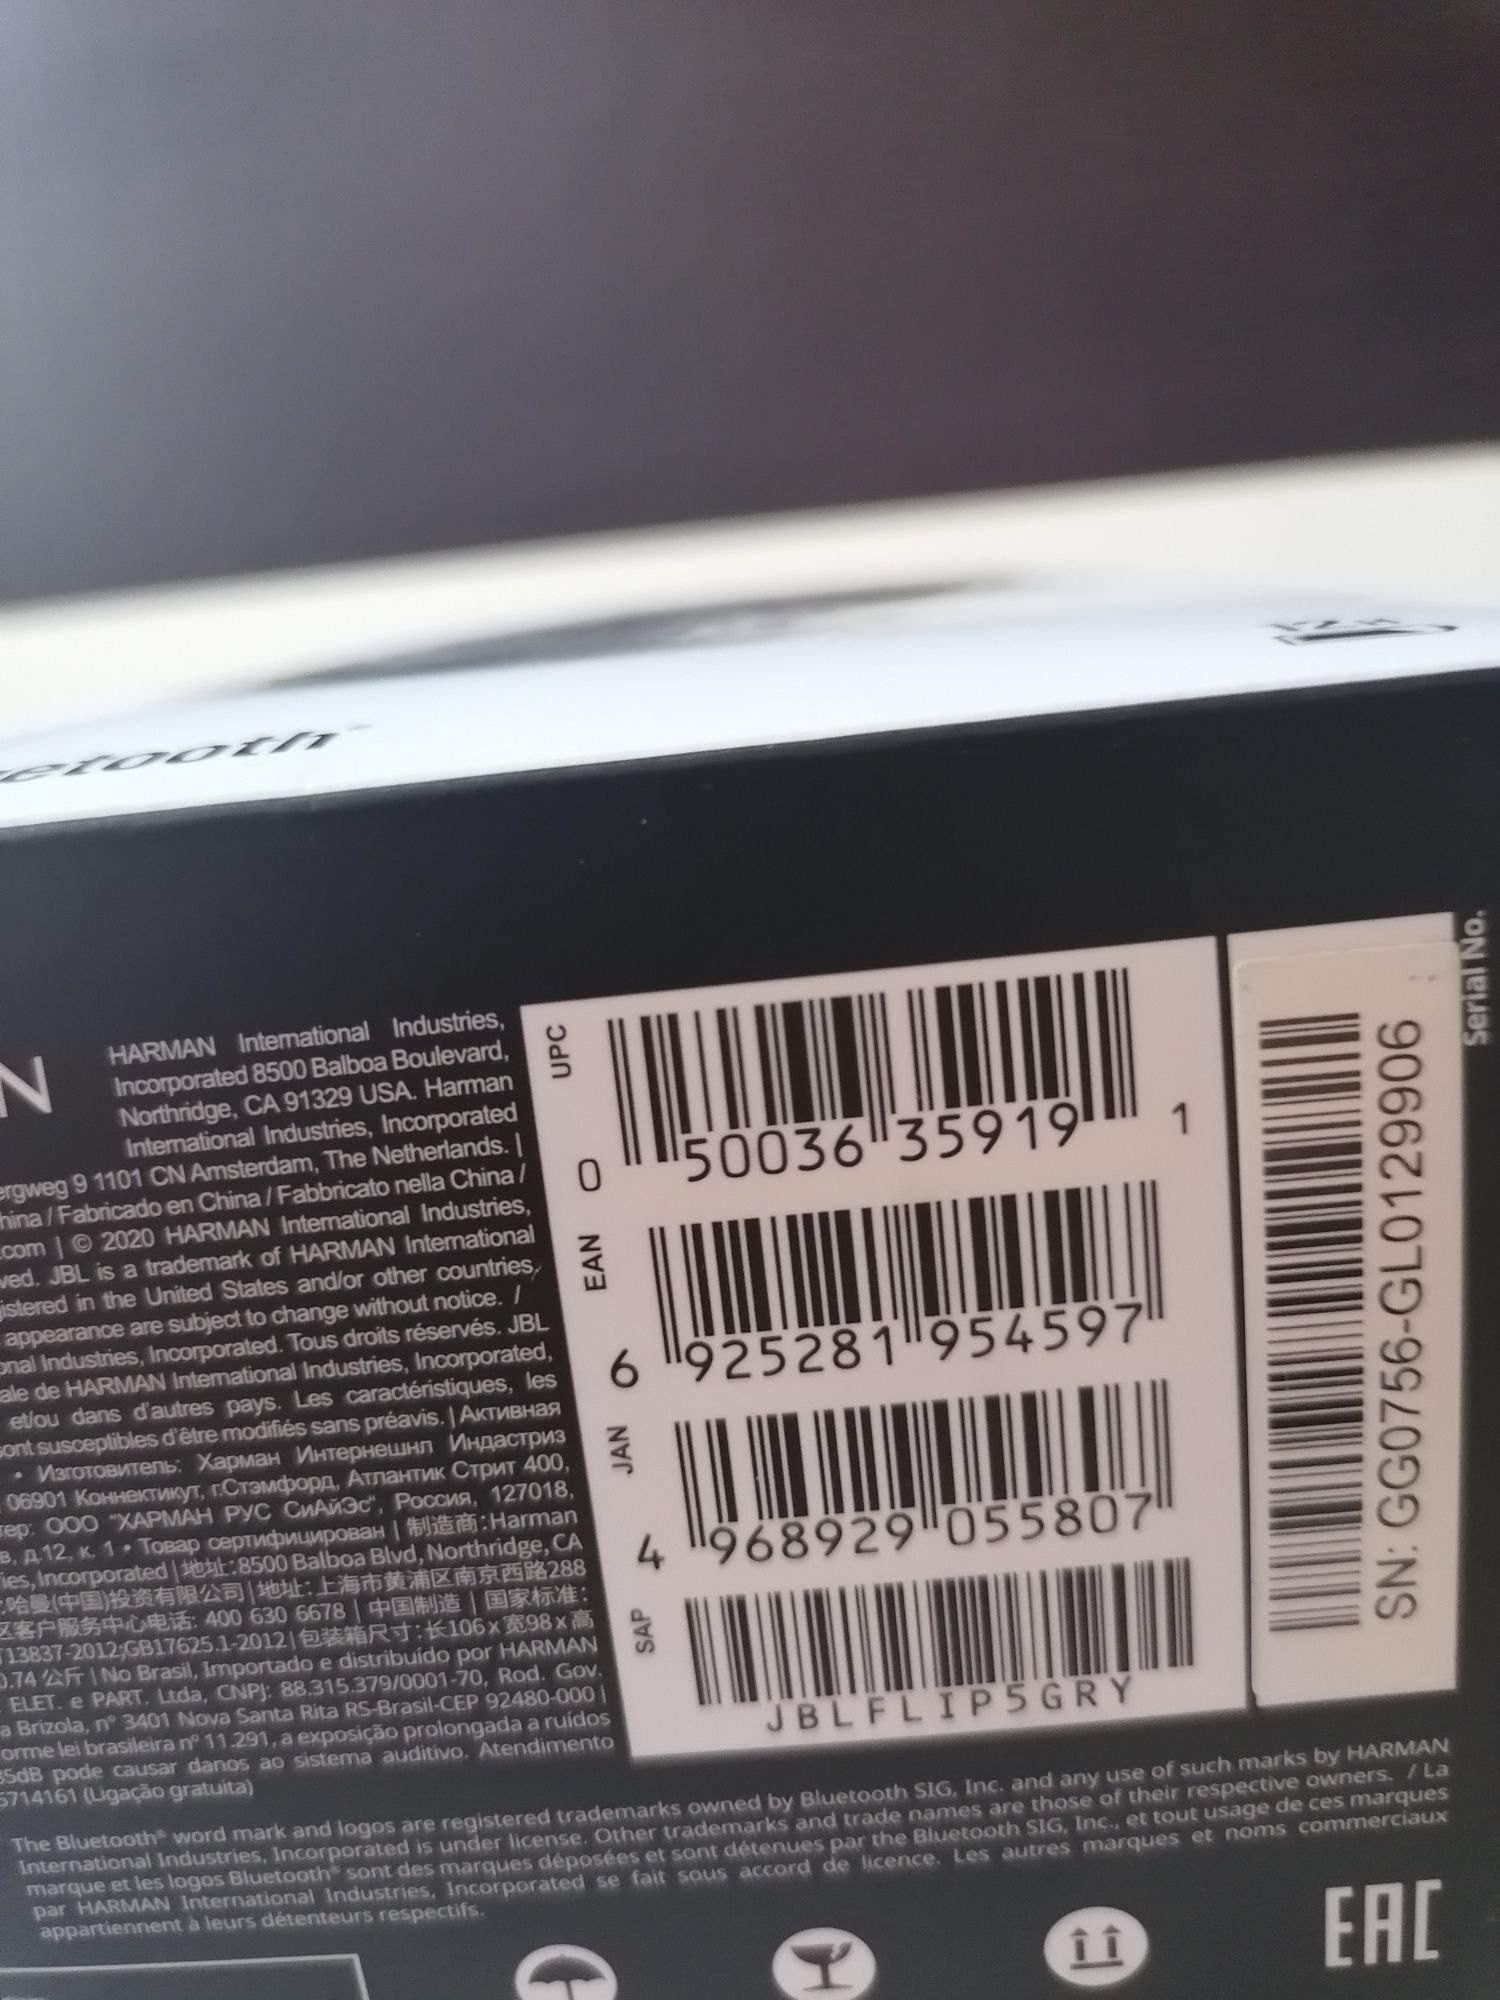 etooth
12H
Serial No.
N
HARMAN International Industries,
Incorporated 8500 Balboa Boulevard,
Northridge, CA 91329 USA. Harman
International Industries, Incorporated
ergweg 9 1101 CN Amsterdam, The Netherlands. |
hina / Fabricado en China / Fabbricato nella China /
.com | © 2020 HARMAN International Industries,
ved. JBL is a trademark of HARMAN International
istered in the United States and/or other countries.
appearance are subject to change without notice. /
onal Industries, Incorporated. Tous droits réservés. JBL
ale de HARMAN International Industries, Incorporated,
et/ou dans d'autres pays. Les caractéristiques, les
sont susceptibles d'être modifiés sans préavis. | Активная
• Изготовитель: Харман Интернешнл Индастриз
06901 Коннектикут, г.Стэмфорд, Атлантик Стрит 400,
тер: ООО "ХАРМАН РУС СиАйЭс", Россия, 127018,
в, д.12, к. 1 • Товар сертифицирован | 制造商:Harman
ies, Incorporated | 地址:8500 Balboa Blvd, Northridge, CA
:哈曼(中国)投资有限公司 | 地址: 上海市黄浦区南京西路288
区客户服务中心电话: 400 630 6678 | 中国制造 | 国家标准:
T13837-2012;GB17625.1-2012 | 包装箱尺寸: 长106 x 宽98 x 高
0.74 公斤 | No Brasil, Importado e distribuído por HARMAN
ELET. e PART. Ltda, CNPJ: 88.315.379/0001-70, Rod. Gov.
a Brizola, nº 3401 Nova Santa Rita RS-Brasil-CEP 92480-000 |
orme lei brasileira nº 11.291, a exposição prolongada a ruídos
85dB pode causar danos ao sistema auditivo. Atendimento
5714161 (Ligação gratuita)
UPC
0 50036 35919 1
EAN
6 925281 954597
JAN
4 968929 055807
SAP
JBLFLIP5GRY
SN: GG0756-GL0129906
The Bluetooth® word mark and logos are registered trademarks owned by Bluetooth SIG, Inc. and any use of such marks by HARMAN
International Industries, Incorporated is under license. Other trademarks and trade names are those of their respective owners. / La
marque et les logos Bluetooth® sont des marques déposées et sont détenues par the Bluetooth SIG, Inc., et tout usage de ces marques
par HARMAN International Industries, Incorporated se fait sous accord de licence. Les autres marques et noms commerciaux
appartiennent à leurs détenteurs respectifs.
EAC